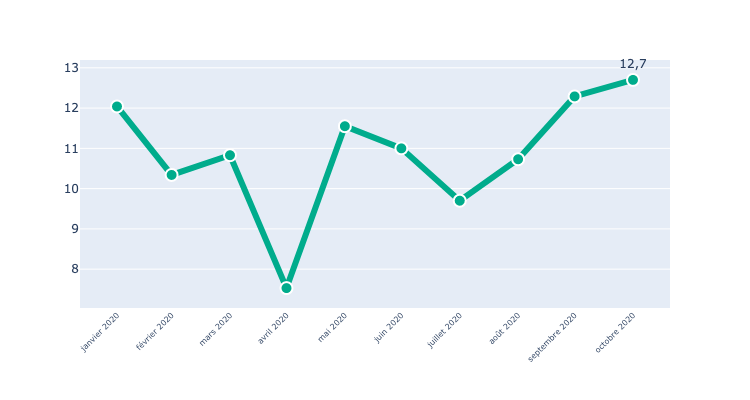 12,7
13
12
11
10
9
8
janvier 2020
février 2020
mars 2020
avril 2020
mai 2020
juin 2020
juillet 2020
août 2020
septembre 2020
octobre 2020